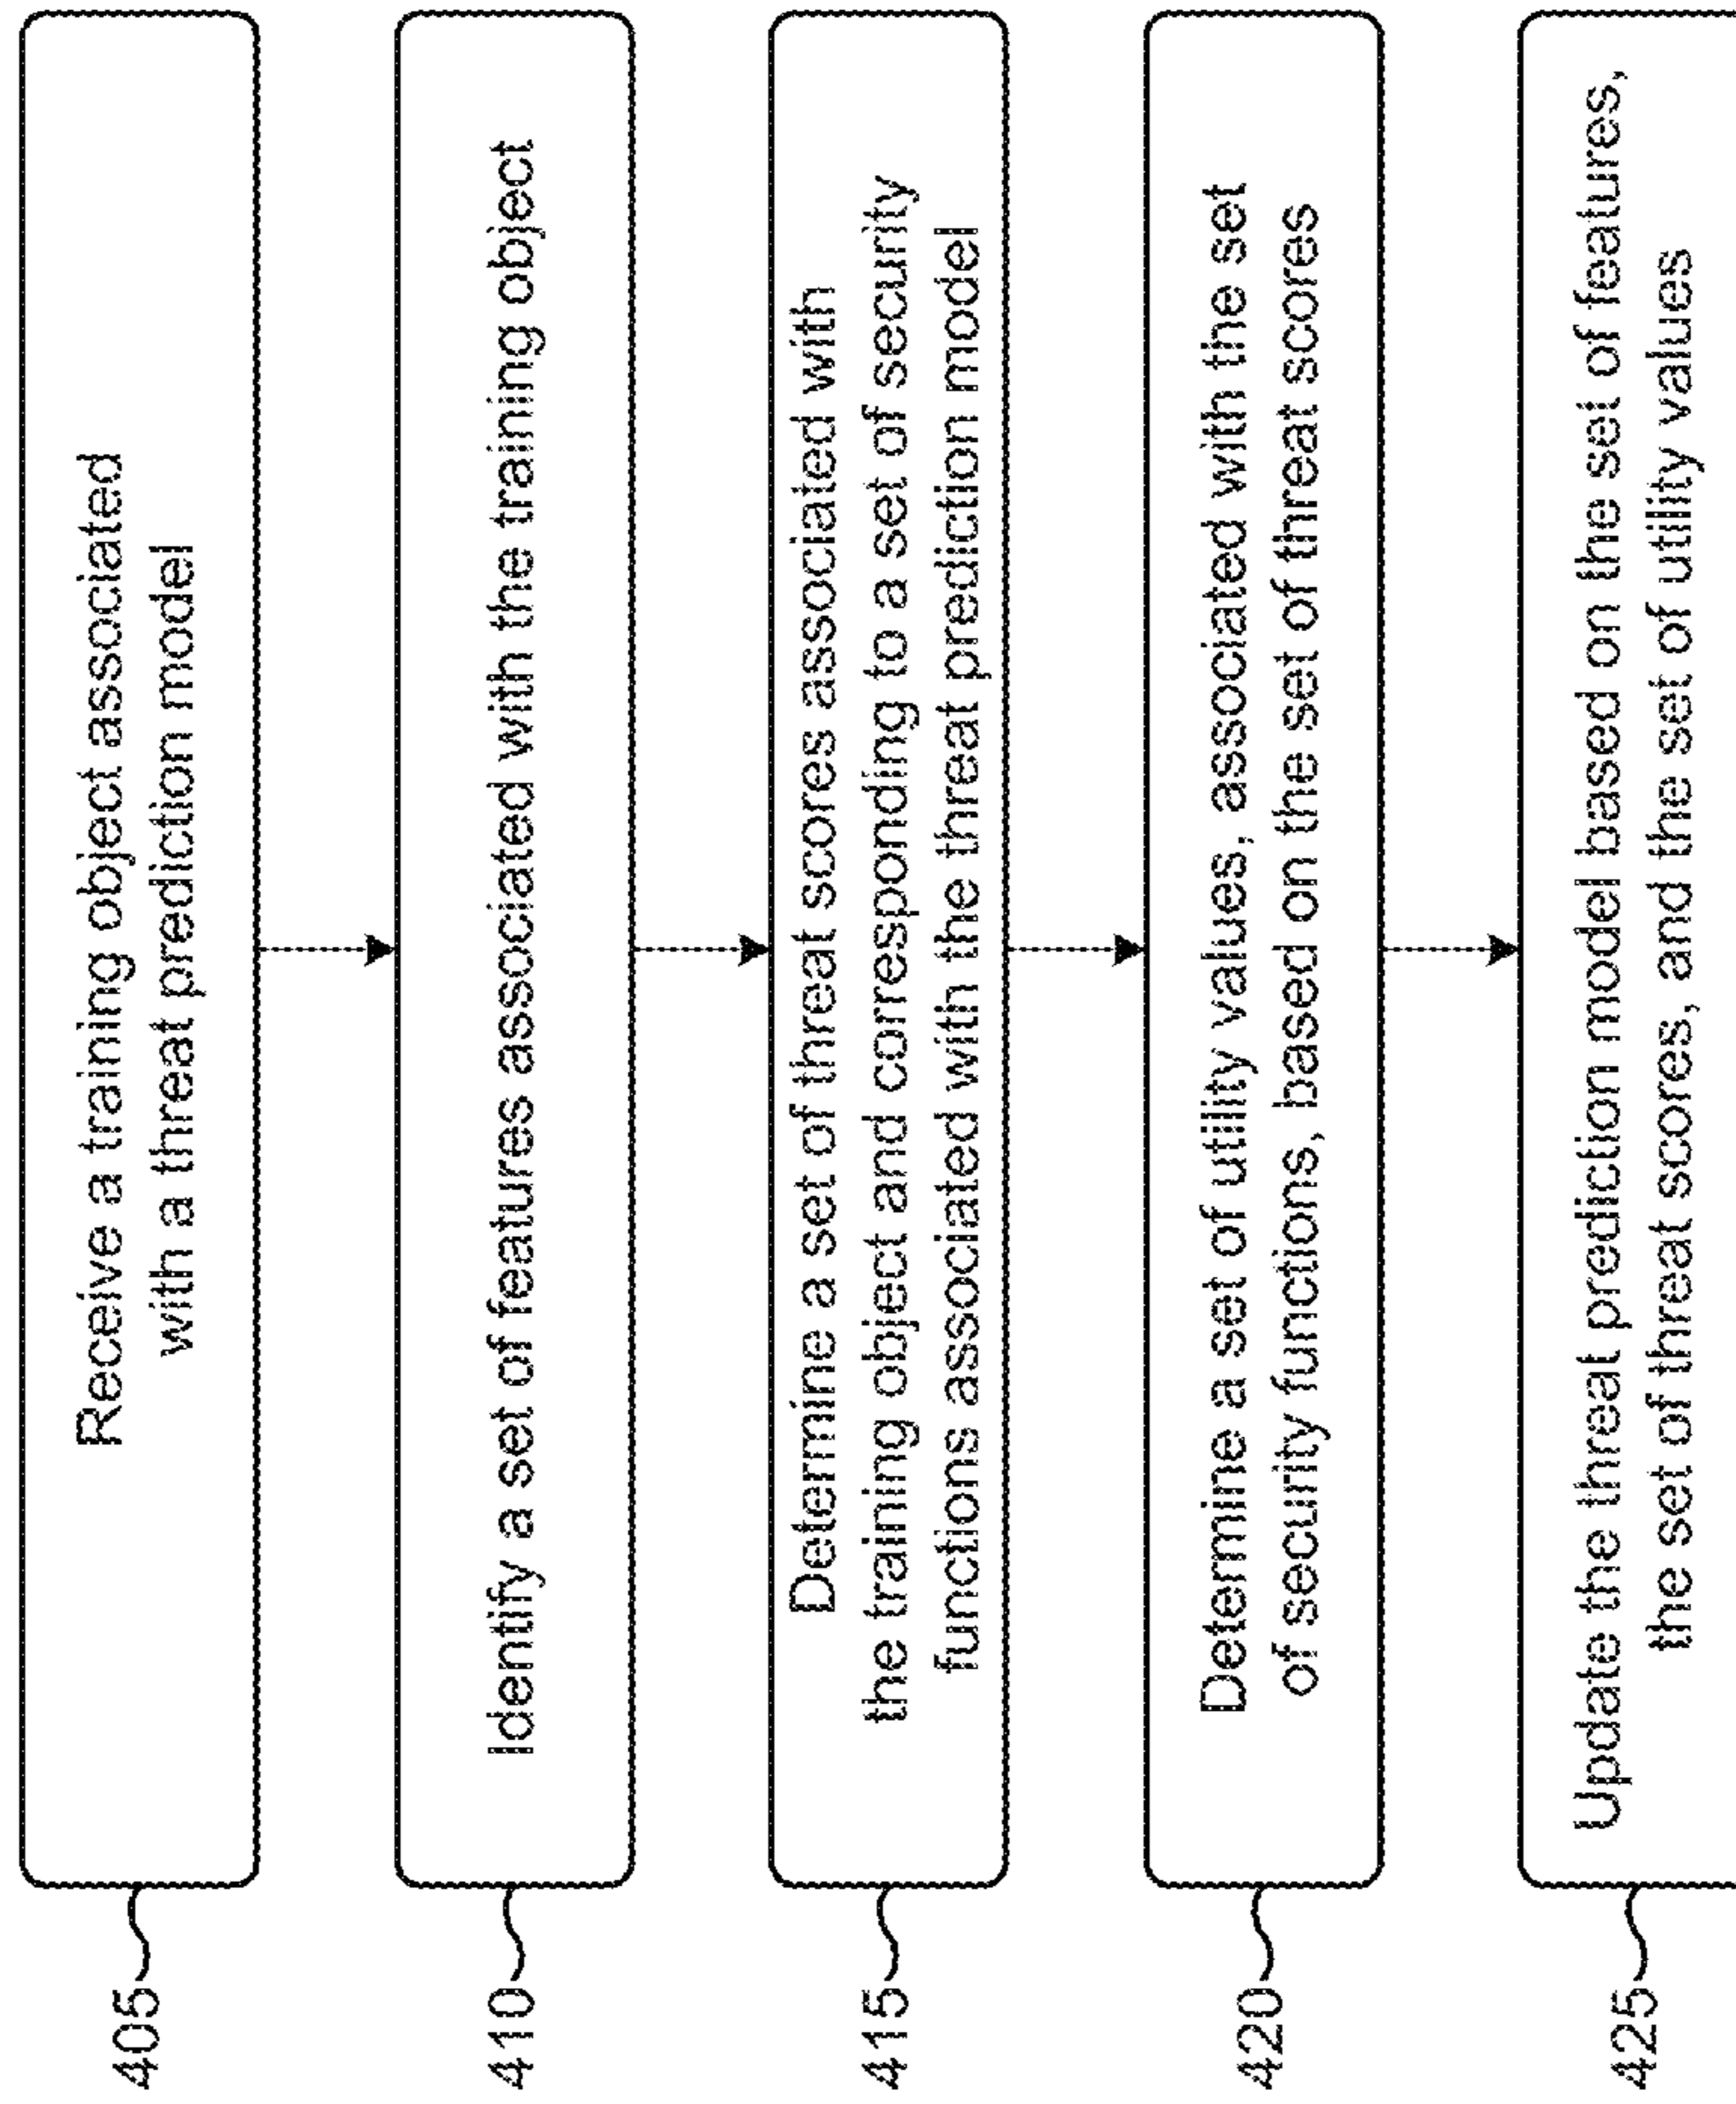 405
Receive a training object associated
with a threat prediction model
410
Identify a set of features associated with the training object
415
Determine a set of threat scores associated with
the training object and corresponding to a set of security
functions associated with the threat prediction model
420
Determine a set of utility values, associated with the set
of security functions, based on the set of threat scores
425
Update the threat prediction model based on the set of features,
the set of threat scores, and the set of utility values